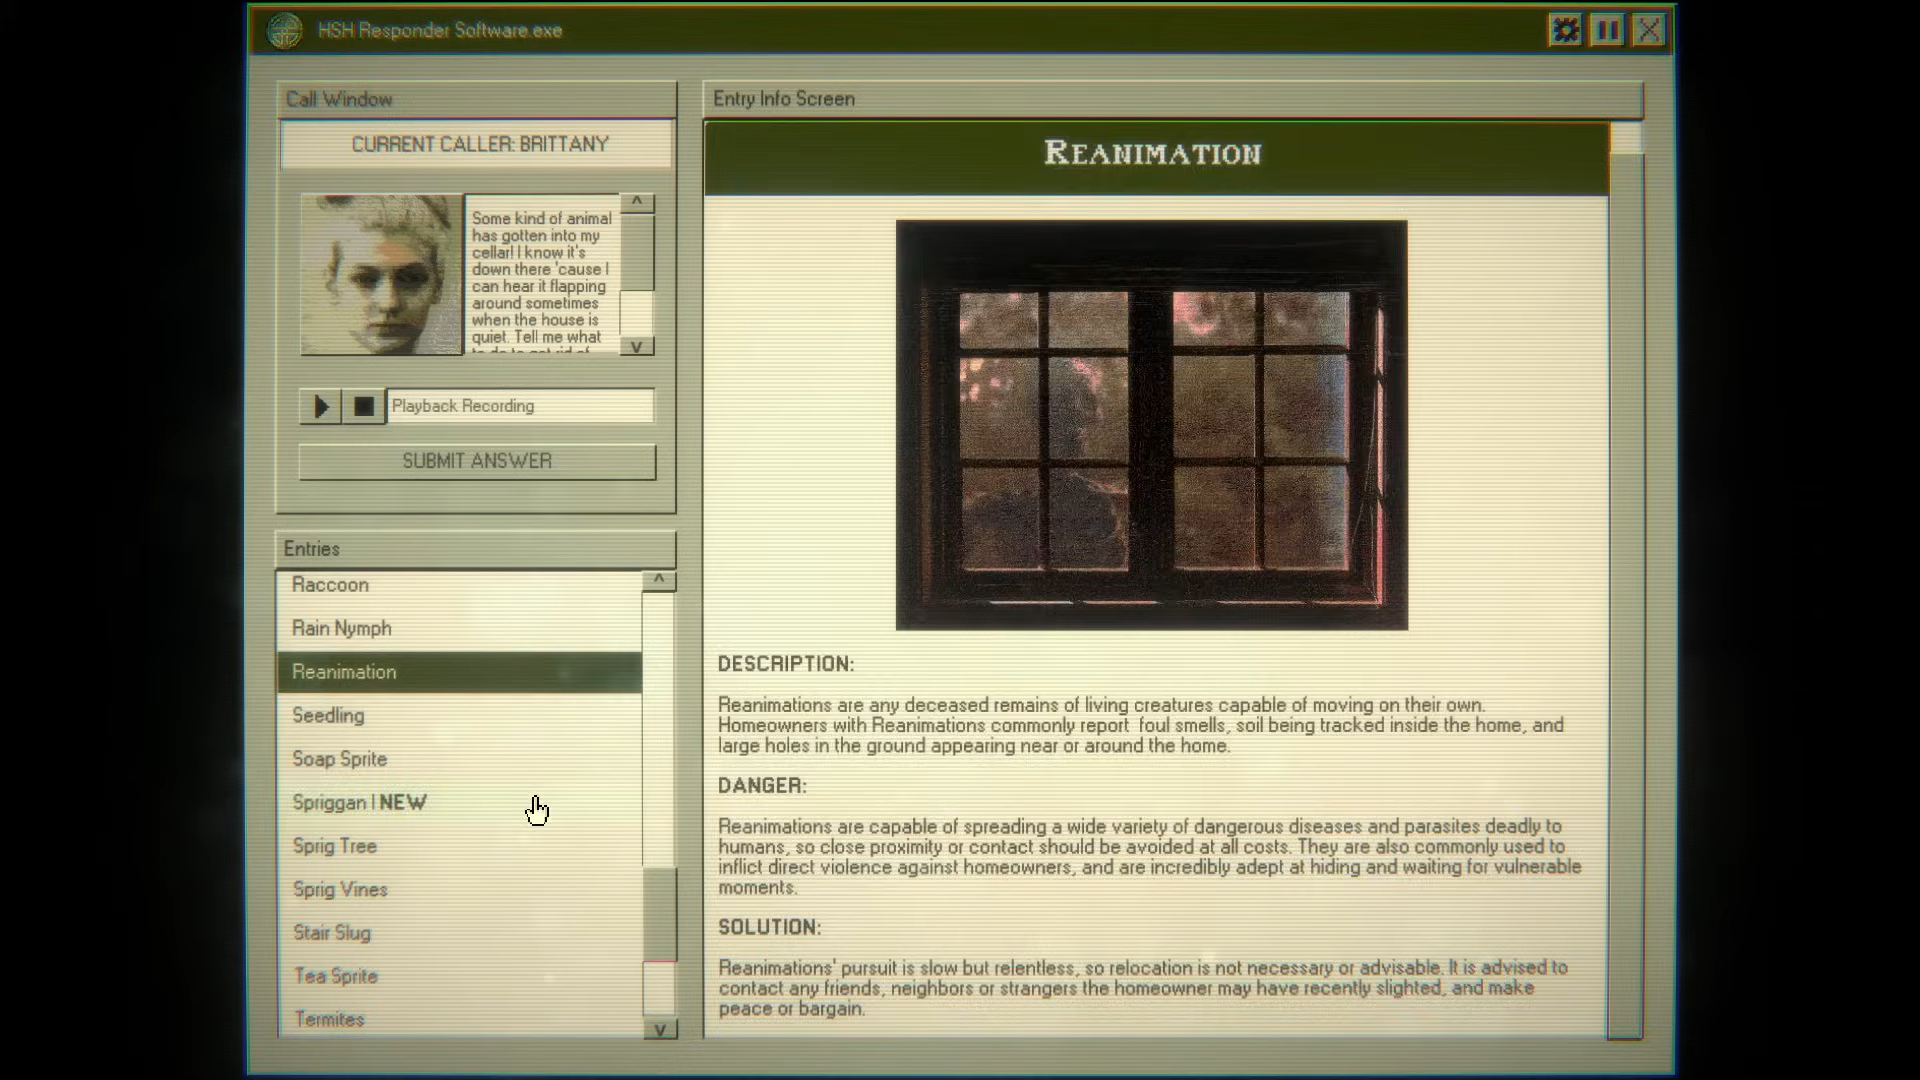 HSH Responder Software.exe
Call Window
CURRENT CALLER: BRITTANY
Some kind of animal
has gotten into my
cellar! I know it's
down there 'cause I
can hear it flapping
around sometimes
when the house is
quiet. Tell me what
Playback Recording
SUBMIT ANSWER
Entries
Raccoon
Rain Nymph
Reanimation
Seedling
Soap Sprite
Spriggan | NEW
Sprig Tree
Sprig Vines
Stair Slug
Tea Sprite
Termites
Entry Info Screen
REANIMATION
DESCRIPTION:
Reanimations are any deceased remains of living creatures capable of moving on their own.
Homeowners with Reanimations commonly report foul smells, soil being tracked inside the home, and
large holes in the ground appearing near or around the home.
DANGER:
Reanimations are capable of spreading a wide variety of dangerous diseases and parasites deadly to
humans, so close proximity or contact should be avoided at all costs. They are also commonly used to
inflict direct violence against homeowners, and are incredibly adept at hiding and waiting for vulnerable
moments.
SOLUTION:
Reanimations' pursuit is slow but relentless, so relocation is not necessary or advisable. It is advised to
contact any friends, neighbors or strangers the homeowner may have recently slighted, and make
peace or bargain.